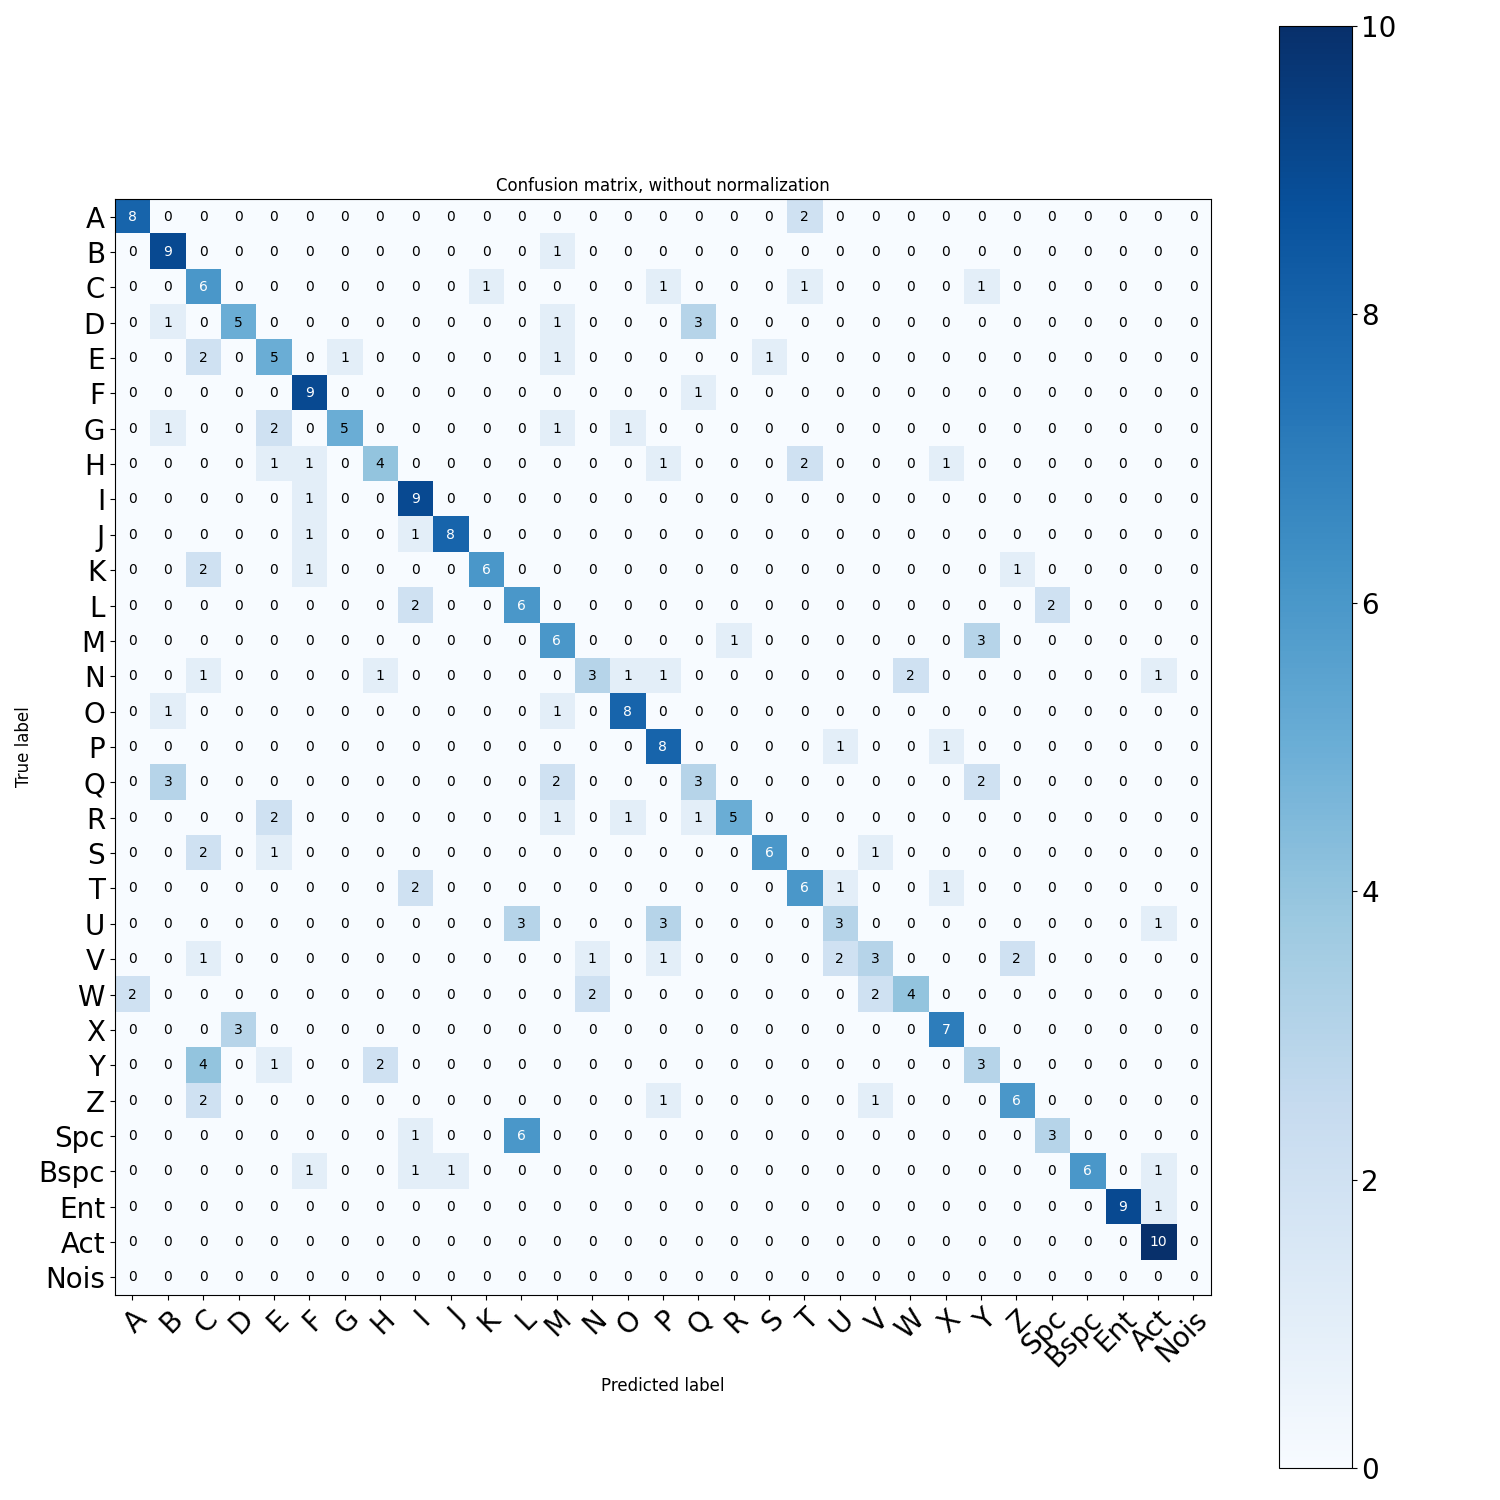 Confusion matrix, without normalization
A 8 0 0 0 0 0 0 0 0 0 0 0 0 0 0 0 0 0 0 2 0 0 0 0 0 0 0 0 0 0 0
B 0 9 0 0 0 0 0 0 0 0 0 0 1 0 0 0 0 0 0 0 0 0 0 0 0 0 0 0 0 0 0
C 0 0 6 0 0 0 0 0 0 0 1 0 0 0 0 1 0 0 0 1 0 0 0 0 1 0 0 0 0 0 0
D 0 1 0 5 0 0 0 0 0 0 0 0 1 0 0 0 3 0 0 0 0 0 0 0 0 0 0 0 0 0 0
E 0 0 2 0 5 0 1 0 0 0 0 0 1 0 0 0 0 0 1 0 0 0 0 0 0 0 0 0 0 0 0
F 0 0 0 0 0 9 0 0 0 0 0 0 0 0 0 0 1 0 0 0 0 0 0 0 0 0 0 0 0 0 0
G 0 1 0 0 2 0 5 0 0 0 0 0 1 0 1 0 0 0 0 0 0 0 0 0 0 0 0 0 0 0 0
H 0 0 0 0 1 1 0 4 0 0 0 0 0 0 0 1 0 0 0 2 0 0 0 1 0 0 0 0 0 0 0
I 0 0 0 0 0 1 0 0 9 0 0 0 0 0 0 0 0 0 0 0 0 0 0 0 0 0 0 0 0 0 0
J 0 0 0 0 0 1 0 0 1 8 0 0 0 0 0 0 0 0 0 0 0 0 0 0 0 0 0 0 0 0 0
K 0 0 2 0 0 1 0 0 0 0 6 0 0 0 0 0 0 0 0 0 0 0 0 0 0 1 0 0 0 0 0
L 0 0 0 0 0 0 0 0 2 0 0 6 0 0 0 0 0 0 0 0 0 0 0 0 0 0 2 0 0 0 0
M 0 0 0 0 0 0 0 0 0 0 0 0 6 0 0 0 0 1 0 0 0 0 0 0 3 0 0 0 0 0 0
N 0 0 1 0 0 0 0 1 0 0 0 0 0 3 1 1 0 0 0 0 0 0 2 0 0 0 0 0 0 1 0
O 0 1 0 0 0 0 0 0 0 0 0 0 1 0 8 0 0 0 0 0 0 0 0 0 0 0 0 0 0 0 0
P 0 0 0 0 0 0 0 0 0 0 0 0 0 0 0 8 0 0 0 0 1 0 0 1 0 0 0 0 0 0 0
Q 0 3 0 0 0 0 0 0 0 0 0 0 2 0 0 0 3 0 0 0 0 0 0 0 2 0 0 0 0 0 0
R 0 0 0 0 2 0 0 0 0 0 0 0 1 0 1 0 1 5 0 0 0 0 0 0 0 0 0 0 0 0 0
S 0 0 2 0 1 0 0 0 0 0 0 0 0 0 0 0 0 0 6 0 0 1 0 0 0 0 0 0 0 0 0
T 0 0 0 0 0 0 0 0 2 0 0 0 0 0 0 0 0 0 0 6 1 0 0 1 0 0 0 0 0 0 0
U 0 0 0 0 0 0 0 0 0 0 0 3 0 0 0 3 0 0 0 0 3 0 0 0 0 0 0 0 0 1 0
V 0 0 1 0 0 0 0 0 0 0 0 0 0 1 0 1 0 0 0 0 2 3 0 0 0 2 0 0 0 0 0
W 2 0 0 0 0 0 0 0 0 0 0 0 0 2 0 0 0 0 0 0 0 2 4 0 0 0 0 0 0 0 0
X 0 0 0 3 0 0 0 0 0 0 0 0 0 0 0 0 0 0 0 0 0 0 0 7 0 0 0 0 0 0 0
Y 0 0 4 0 1 0 0 2 0 0 0 0 0 0 0 0 0 0 0 0 0 0 0 0 3 0 0 0 0 0 0
Z 0 0 2 0 0 0 0 0 0 0 0 0 0 0 0 1 0 0 0 0 0 1 0 0 0 6 0 0 0 0 0
Spc 0 0 0 0 0 0 0 0 1 0 0 6 0 0 0 0 0 0 0 0 0 0 0 0 0 0 3 0 0 0 0
Bspc 0 0 0 0 0 1 0 0 1 1 0 0 0 0 0 0 0 0 0 0 0 0 0 0 0 0 0 6 0 1 0
Ent 0 0 0 0 0 0 0 0 0 0 0 0 0 0 0 0 0 0 0 0 0 0 0 0 0 0 0 0 9 1 0
Act 0 0 0 0 0 0 0 0 0 0 0 0 0 0 0 0 0 0 0 0 0 0 0 0 0 0 0 0 0 10 0
Nois 0 0 0 0 0 0 0 0 0 0 0 0 0 0 0 0 0 0 0 0 0 0 0 0 0 0 0 0 0 0 0
A B C D E F G H I J K L M N O P Q R S T U V W X Y Z Spc Bspc Ent Act Nois
True label
Predicted label
10
8
6
4
2
0